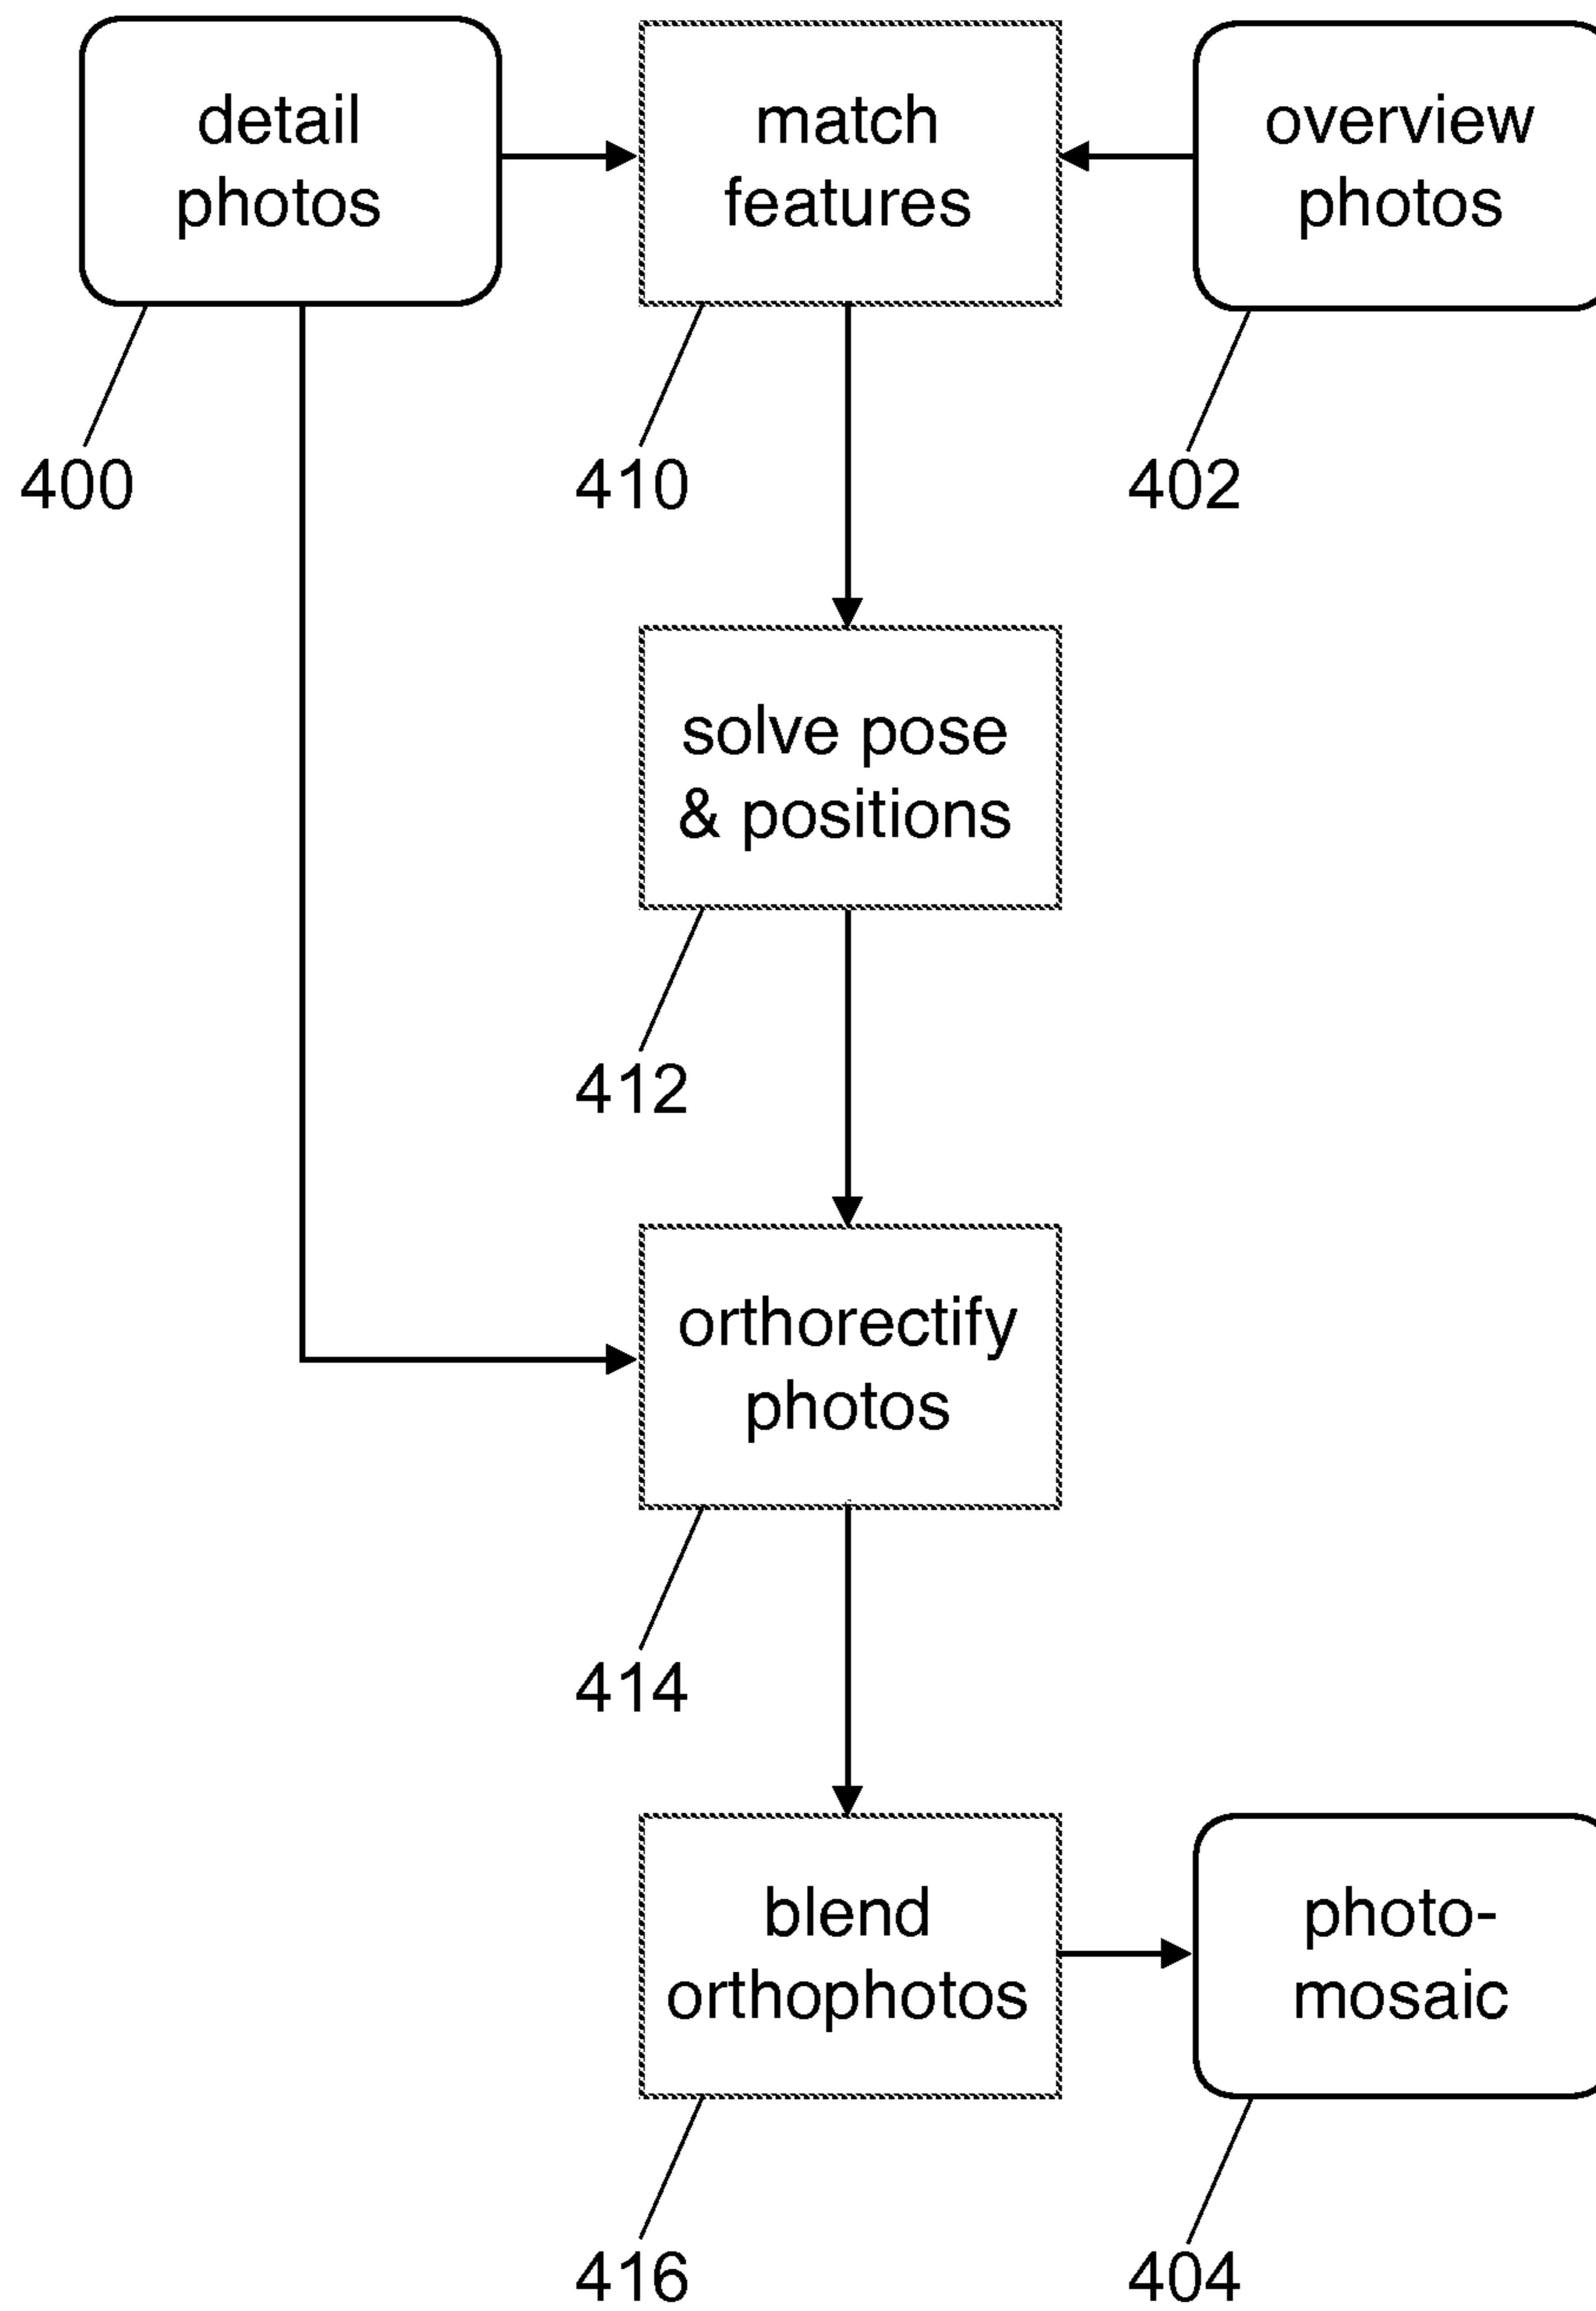 detail
photos
match
features
overview
photos
400
410
402
solve pose
& positions
412
orthorectify
photos
414
blend
orthophotos
photo-
mosaic
416
404